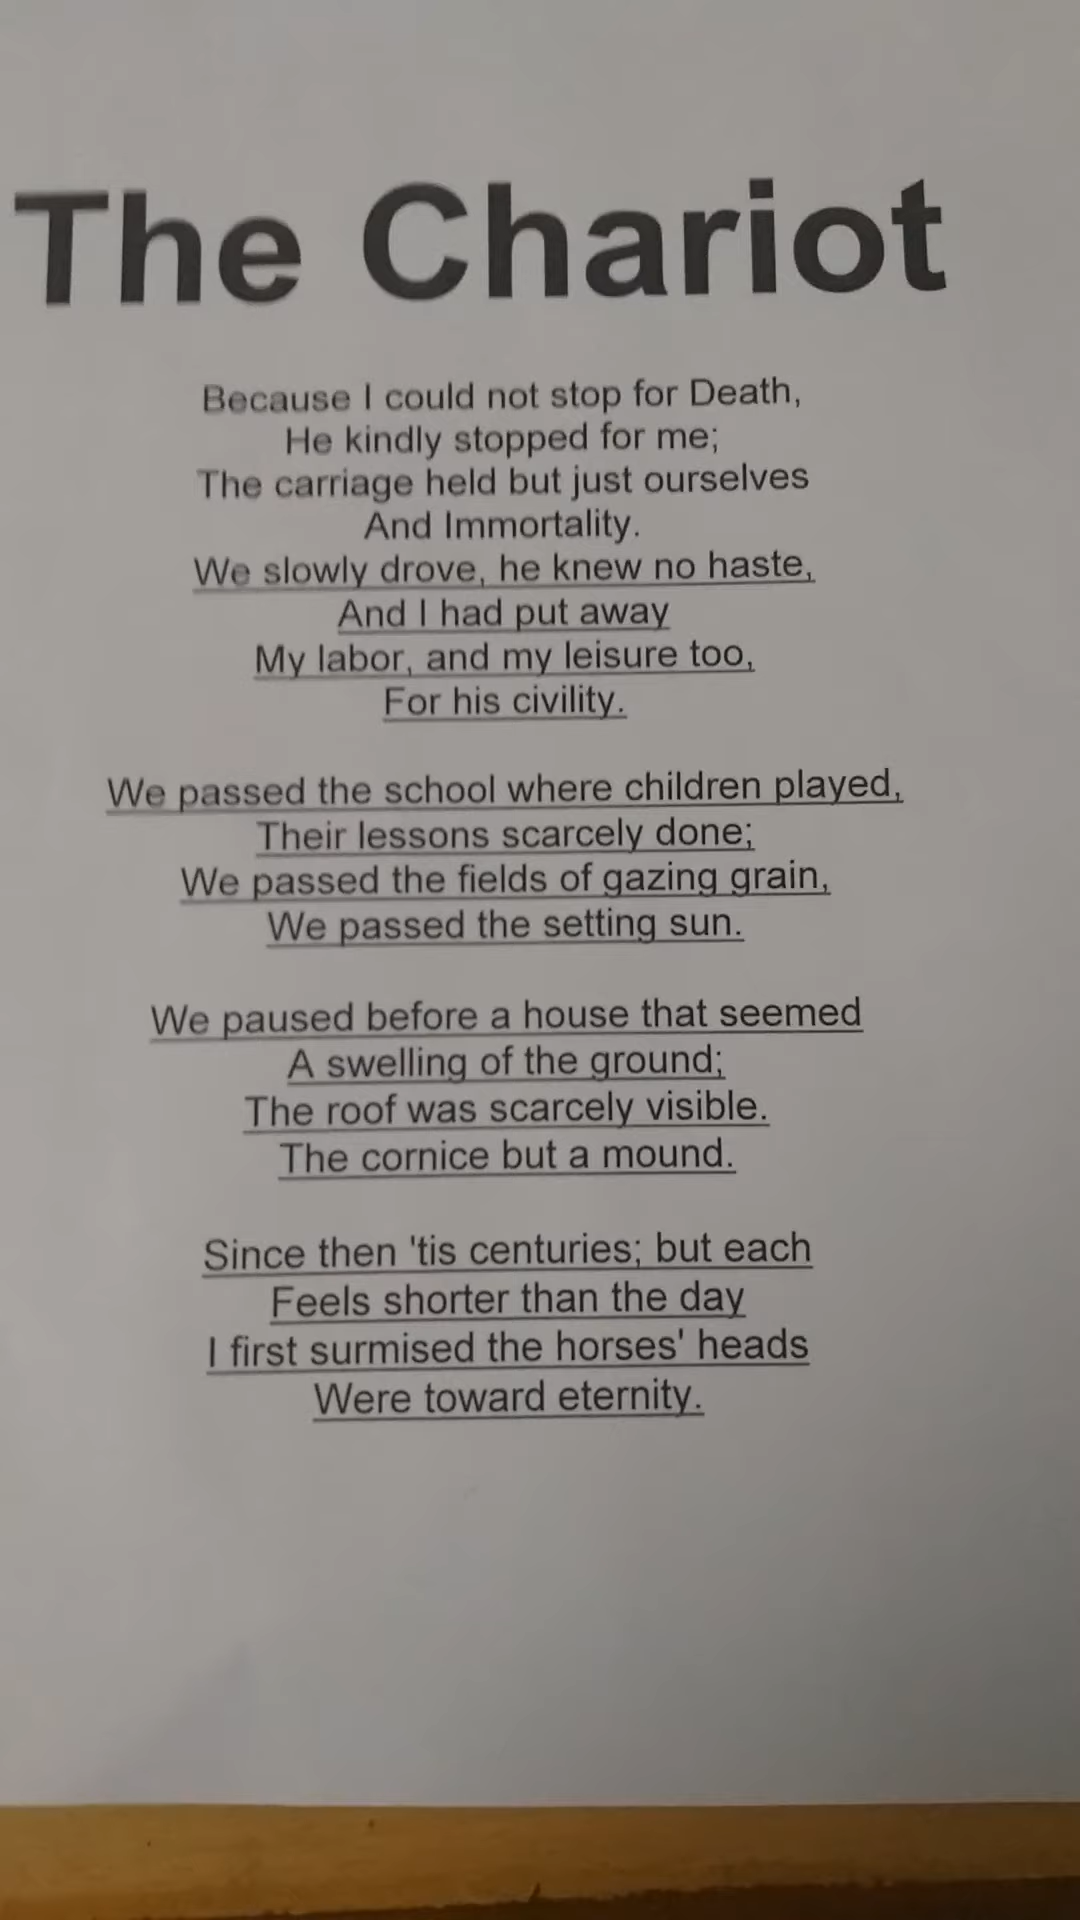 The Chariot
Because I could not stop for Death,
He kindly stopped for me;
The carriage held but just ourselves
And Immortality.
We slowly drove, he knew no haste,
And I had put away
My labor, and my leisure too,
For his civility.
We passed the school where children played,
Their lessons scarcely done;
We passed the fields of gazing grain,
We passed the setting sun.
We paused before a house that seemed
A swelling of the ground;
The roof was scarcely visible.
The cornice but a mound.
Since then 'tis centuries; but each
Feels shorter than the day
I first surmised the horses' heads
Were toward eternity.